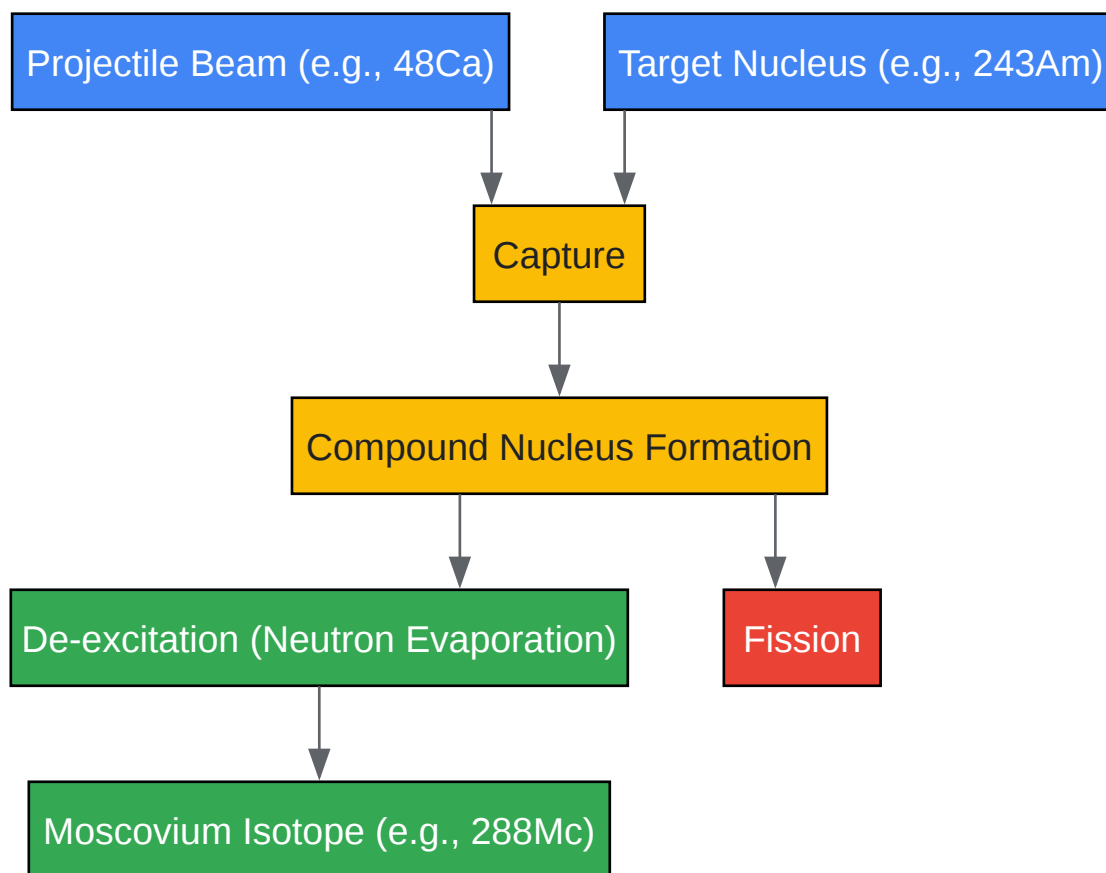 Projectile Beam (e.g., 48Ca)
Target Nucleus (e.g., 243Am)
Capture
Compound Nucleus Formation
De-excitation (Neutron Evaporation)
Fission
Moscovium Isotope (e.g., 288Mc)